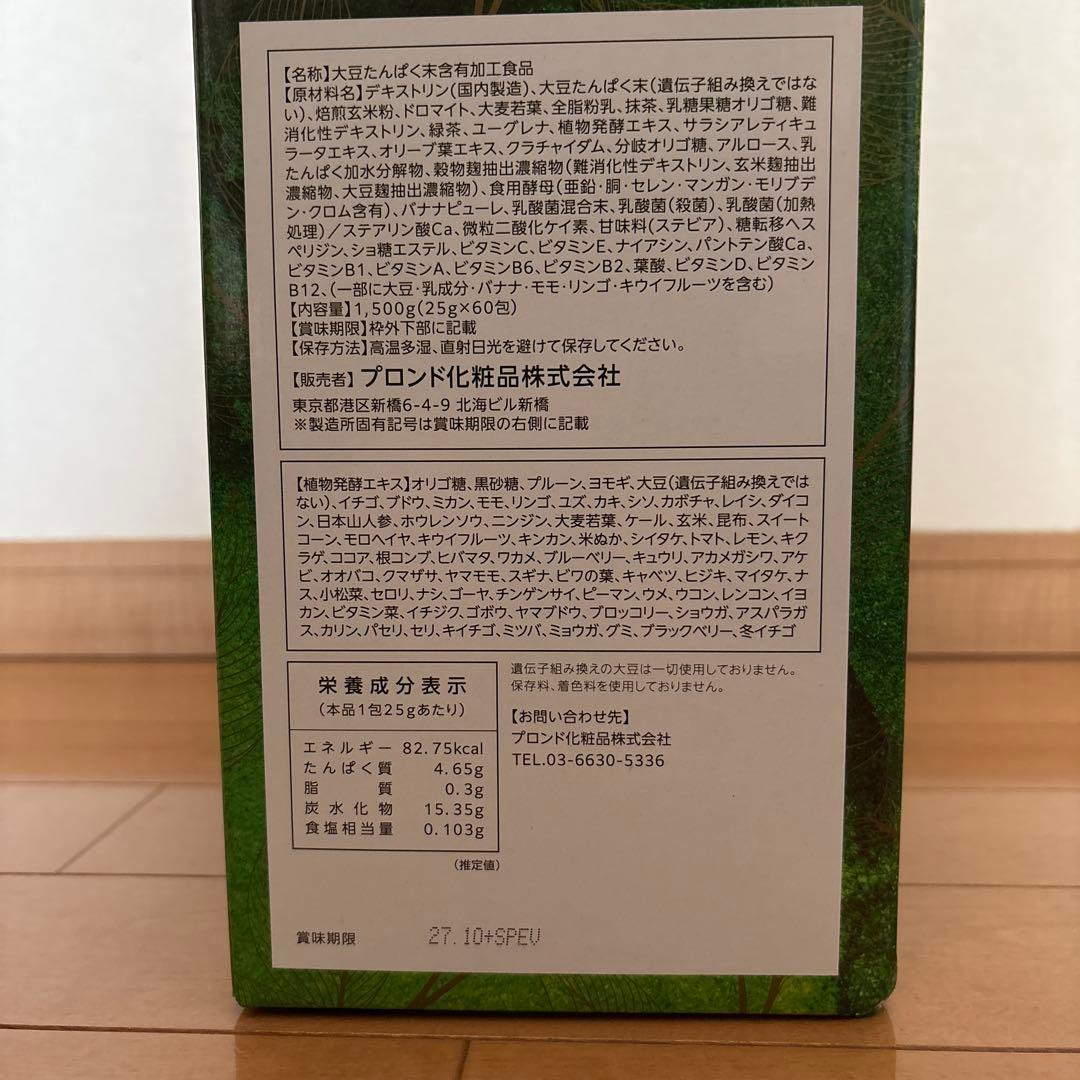 【名称】大豆たんぱく末含有加工食品
【原材料名】デキストリン(国内製造)、大豆たんぱく末(遺伝子組み換えではな
い)、焙煎玄米粉、ドロマイト、大麦若葉、全脂粉乳、抹茶、乳糖果糖オリゴ糖、難
消化性デキストリン、緑茶、ユーグレナ、植物発酵エキス、サラシアレティキュ
ラータエキス、オリーブ葉エキス、クラチャイダム、分岐オリゴ糖、アルロース、乳
たんぱく加水分解物、穀物麹抽出濃縮物(難消化性デキストリン、玄米麹抽出
濃縮物、大豆麹抽出濃縮物)、食用酵母(亜鉛・胴・セレン・マンガン・モリブデ
ン・クロム含有)、バナナピューレ、乳酸菌混合末、乳酸菌(殺菌)、乳酸菌(加熱
処理)/ステアリン酸Ca、微粒二酸化ケイ素、甘味料(ステビア)、糖転移ヘス
ペリジン、ショ糖エステル、ビタミンC、ビタミンE、ナイアシン、パントテン酸Ca、
ビタミンB1、ビタミンA、ビタミンB6、ビタミンB2、葉酸、ビタミンD、ビタミン
B12、(一部に大豆・乳成分・バナナ・モモ・リンゴ・キウイフルーツを含む)
【内容量】1,500g(25g×60包)
【賞味期限】枠外下部に記載
【保存方法】高温多湿、直射日光を避けて保存してください。
【販売者】プロンド化粧品株式会社
東京都港区新橋6-4-9 北海ビル新橋
※製造所固有記号は賞味期限の右側に記載
【植物発酵エキス】オリゴ糖、黒砂糖、プルーン、ヨモギ、大豆(遺伝子組み換えでは
ない)、イチゴ、ブドウ、ミカン、モモ、リンゴ、ユズ、カキ、シソ、カボチャ、レイシ、ダイコ
ン、日本山人参、ホウレンソウ、ニンジン、大麦若葉、ケール、玄米、昆布、スイート
コーン、モロヘイヤ、キウイフルーツ、キンカン、米ぬか、シイタケ、トマト、レモン、キク
ラゲ、ココア、根コンブ、ヒバマタ、ワカメ、ブルーベリー、キュウリ、アカメガシワ、アケ
ビ、オオバコ、クマザサ、ヤマモモ、スギナ、ビワの葉、キャベツ、ヒジキ、マイタケ、ナ
ス、小松菜、セロリ、ナシ、ゴーヤ、チンゲンサイ、ピーマン、ウメ、ウコン、レンコン、イヨ
カン、ビタミン菜、イチジク、ゴボウ、ヤマブドウ、ブロッコリー、ショウガ、アスパラガ
ス、カリン、パセリ、セリ、キイチゴ、ミツバ、ミョウガ、グミ、ブラックベリー、冬イチゴ
栄養成分表示
(本品1包25gあたり)
エネルギー 82.75kcal
たんぱく質 4.65g
脂質 0.3g
炭水化物 15.35g
食塩相当量 0.103g
(推定値)
遺伝子組み換えの大豆は一切使用しておりません。
保存料、着色料を使用しておりません。
【お問い合わせ先】
プロンド化粧品株式会社
TEL.03-6630-5336
賞味期限 27.10+SPEV